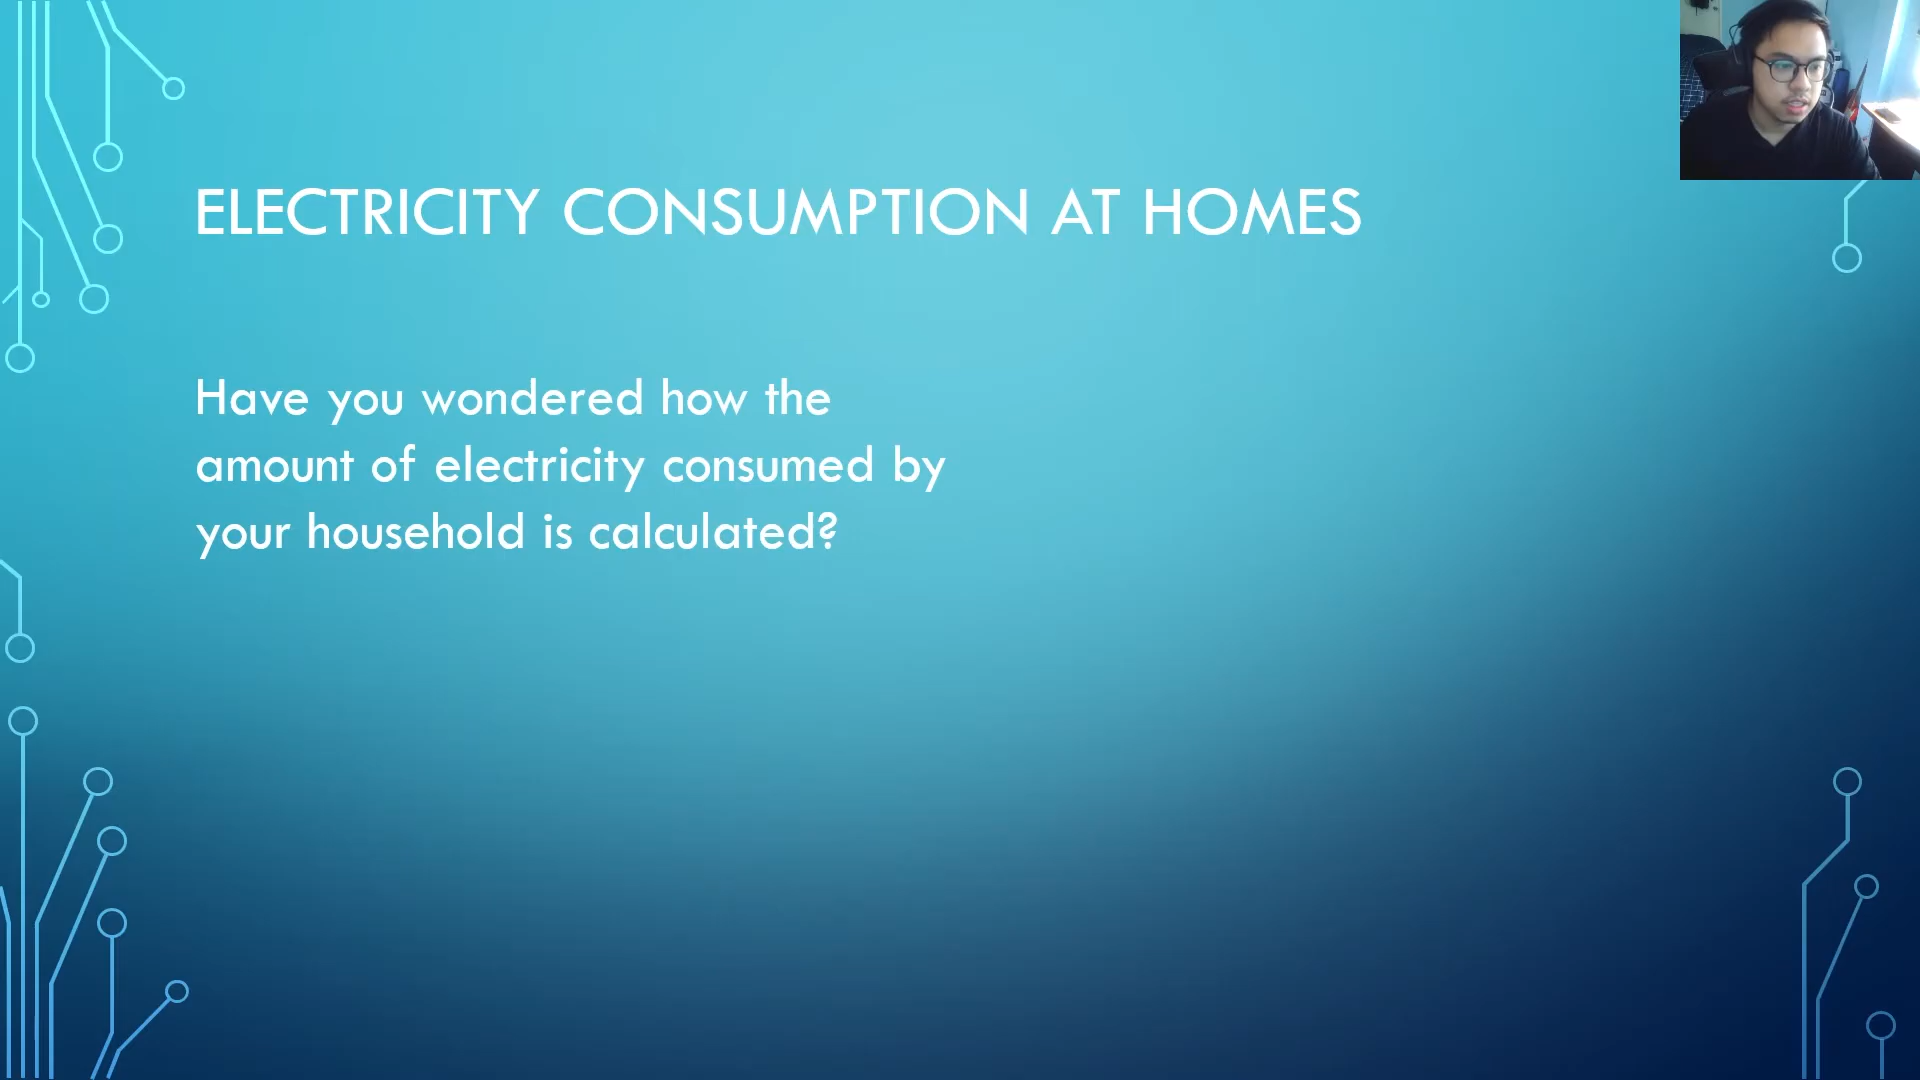 ELECTRICITY CONSUMPTION AT HOMES
Have you wondered how the
amount of electricity consumed by
your household is calculated?